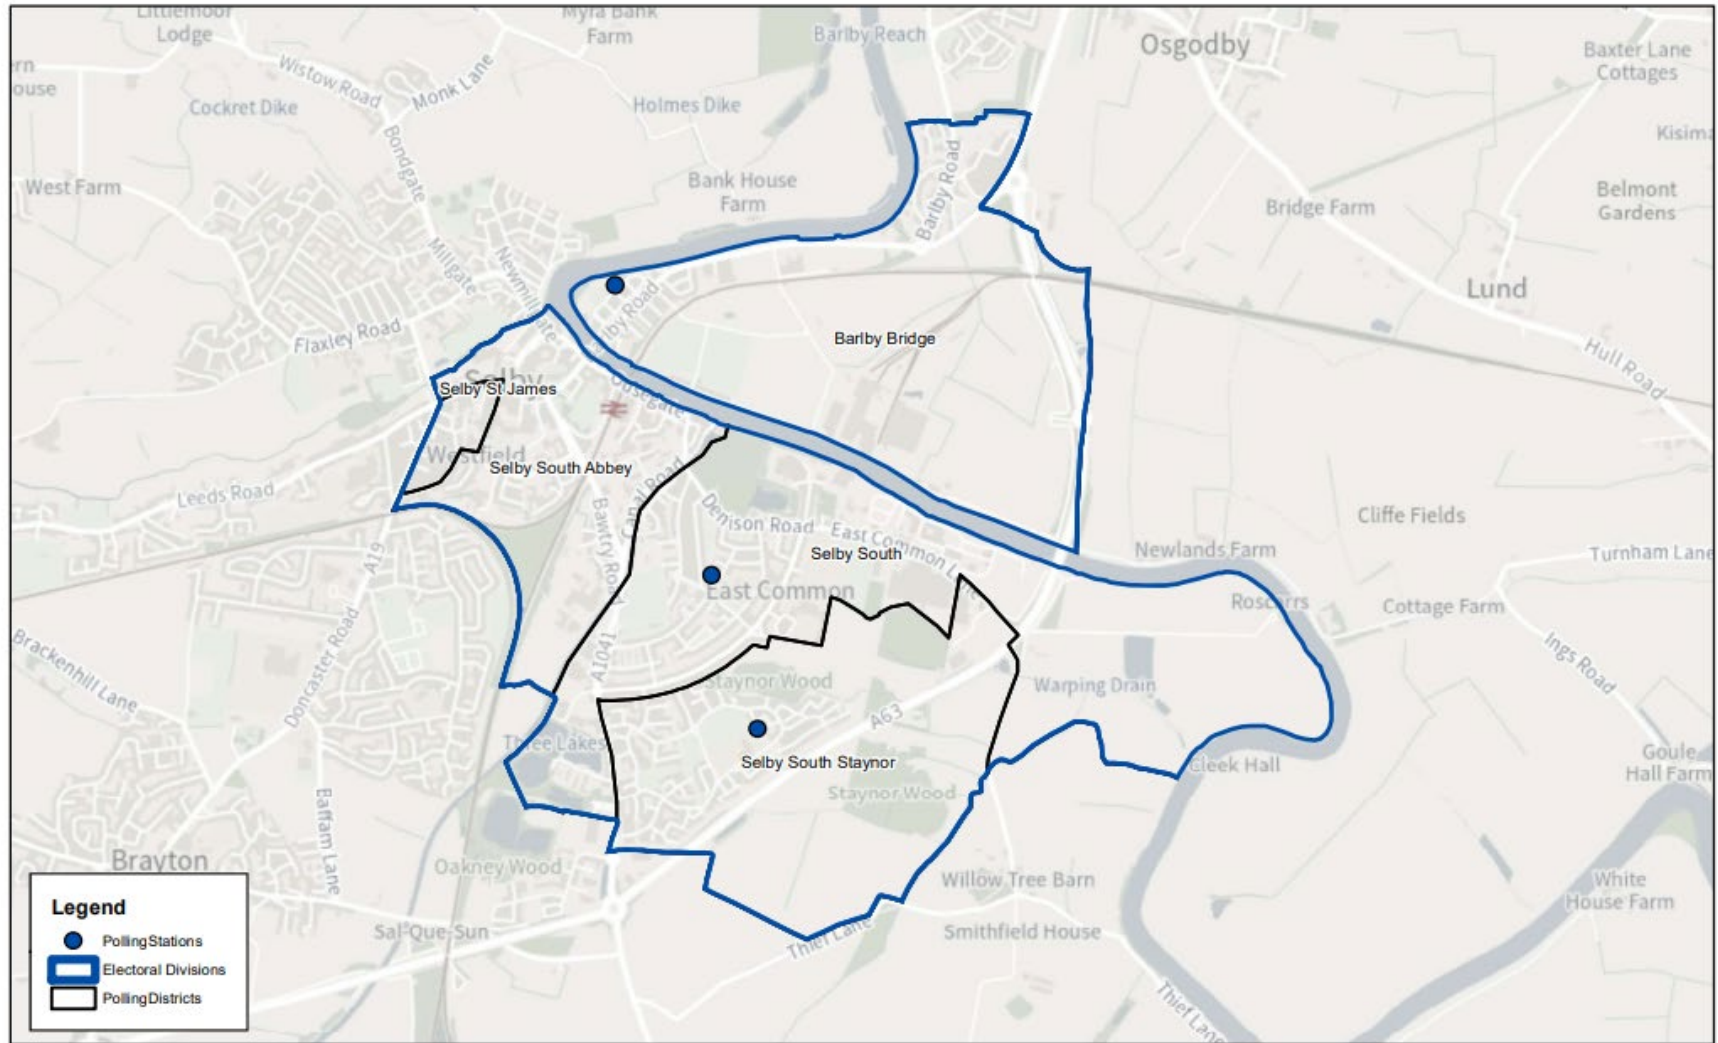 Littlemoor
Lodge
Myra Bank
Farm
Barlby Reach
Osgodby
Baxter Lane
Cottages
Wistow Road
Monk Lane
Cockret Dike
Holmes Dike
Bondgate
Barlby Road
West Farm
Bank House
Farm
Bridge Farm
Belmont
Gardens
Millgate
Newmillgate
Lund
Flaxley Road
Barlby Bridge
Hull Road
Selby
Selby St James
Ousegate
Westfield
Selby South Abbey
Leeds Road
Canal Road
Bawtry Road
Denison Road
East Common Lane
Cliffe Fields
Selby South
Newlands Farm
Turnham Lane
A19
East Common
Roscarrs
Cottage Farm
Brackenhill Lane
Doncaster Road
A1041
Ings Road
Staynor Wood
Warping Drain
A63
Three Lakes
Selby South Staynor
Cleek Hall
Goule
Hall Farm
Staynor Wood
Baffam Lane
Brayton
Oakney Wood
Willow Tree Barn
White
House Farm
Sal-Que-Sun
Thief Lane
Smithfield House
Thief Lane
Legend
PollingStations
Electoral Divisions
PollingDistricts